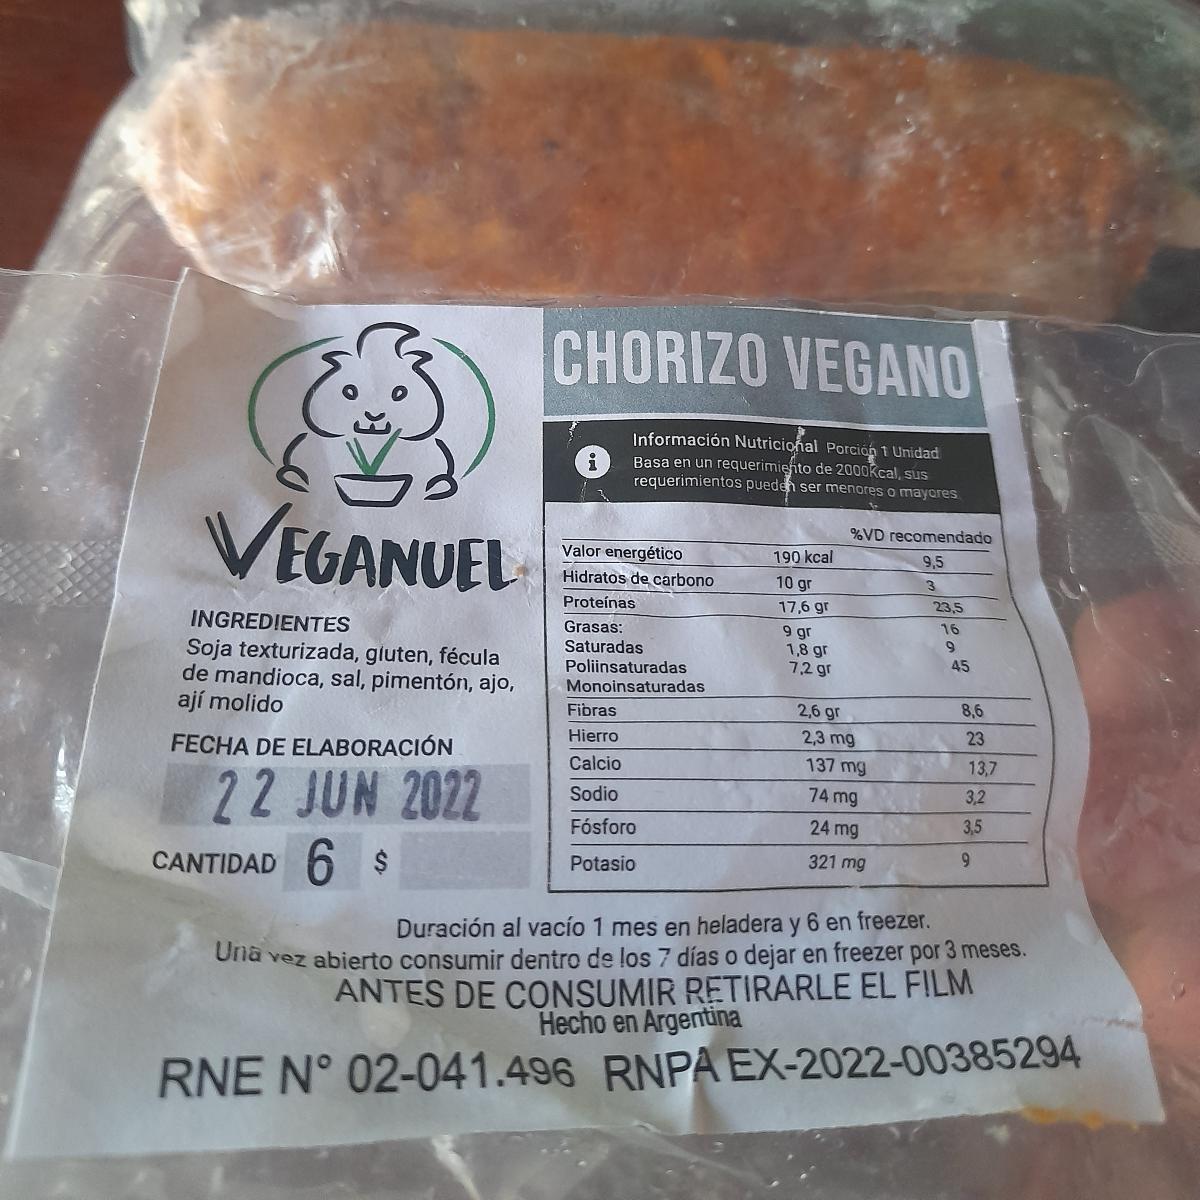 VEGANUEL
INGREDIENTES
Soja texturizada, gluten, fécula
de mandioca, sal, pimentón, ajo,
ají molido
FECHA DE ELABORACIÓN
22 JUN 2022
CANTIDAD 6 $
CHORIZO VEGANO
Información Nutricional Porción 1 Unidad
Basa en un requerimiento de 2000Kcal, sus
requerimientos pueden ser menores o mayores
%VD recomendado
Valor energético 190 kcal 9,5
Hidratos de carbono 10 gr 3
Proteínas 17,6 gr 23,5
Grasas: 9 gr 16
Saturadas 1,8 gr 9
Poliinsaturadas 7,2 gr 45
Monoinsaturadas
Fibras 2,6 gr 8,6
Hierro 2,3 mg 23
Calcio 137 mg 13,7
Sodio 74 mg 3,2
Fósforo 24 mg 3,5
Potasio 321 mg 9
Duración al vacío 1 mes en heladera y 6 en freezer.
Una vez abierto consumir dentro de los 7 días o dejar en freezer por 3 meses.
ANTES DE CONSUMIR RETIRARLE EL FILM
Hecho en Argentina
RNE N° 02-041.496 RNPA EX-2022-00385294